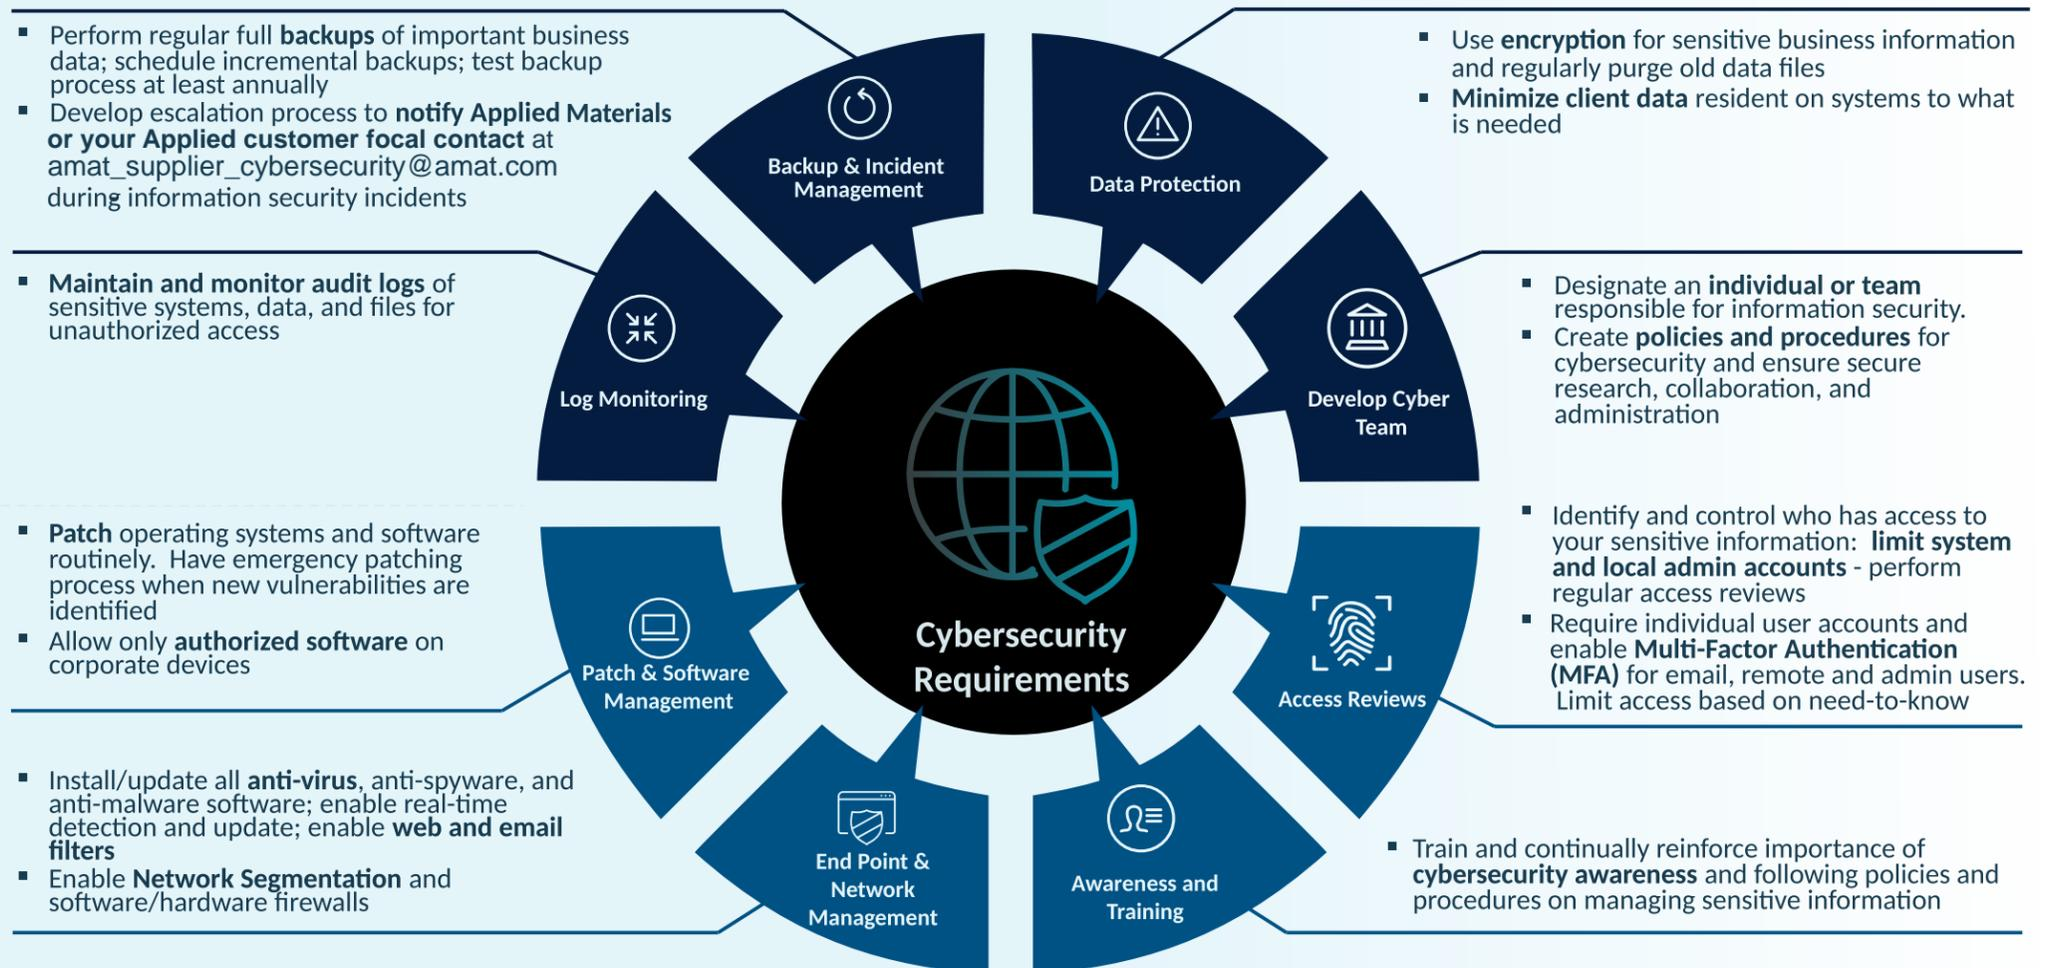 ▪ Perform regular full backups of important business
data; schedule incremental backups; test backup
process at least annually
▪ Develop escalation process to notify Applied Materials
or your Applied customer focal contact at
amat_supplier_cybersecurity@amat.com
during information security incidents
▪ Maintain and monitor audit logs of
sensitive systems, data, and files for
unauthorized access
▪ Patch operating systems and software
routinely.  Have emergency patching
process when new vulnerabilities are
identified
▪ Allow only authorized software on
corporate devices
▪ Install/update all anti-virus, anti-spyware, and
anti-malware software; enable real-time
detection and update; enable web and email
filters
▪ Enable Network Segmentation and
software/hardware firewalls
Backup & Incident
Management
Data Protection
Log Monitoring
Develop Cyber
Team
Cybersecurity
Requirements
Patch & Software
Management
Access Reviews
End Point &
Network
Management
Awareness and
Training
▪ Use encryption for sensitive business information
and regularly purge old data files
▪ Minimize client data resident on systems to what
is needed
▪ Designate an individual or team
responsible for information security.
▪ Create policies and procedures for
cybersecurity and ensure secure
research, collaboration, and
administration
▪ Identify and control who has access to
your sensitive information:  limit system
and local admin accounts - perform
regular access reviews
▪ Require individual user accounts and
enable Multi-Factor Authentication
(MFA) for email, remote and admin users.
Limit access based on need-to-know
▪ Train and continually reinforce importance of
cybersecurity awareness and following policies and
procedures on managing sensitive information